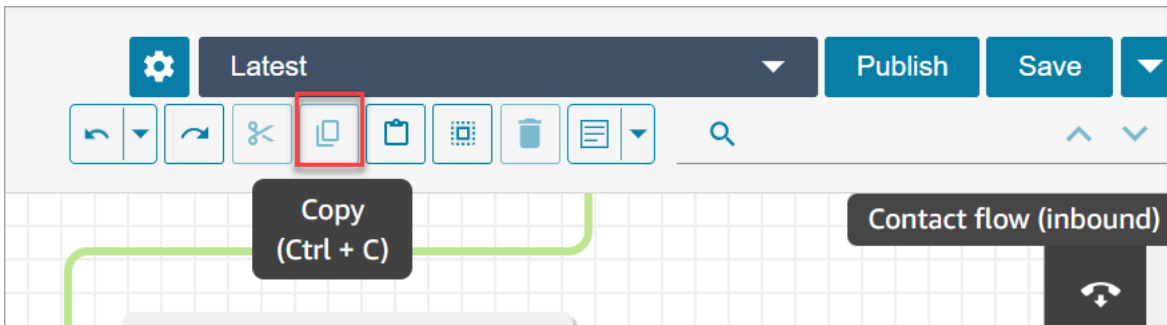 Latest
Publish
Save
Copy
(Ctrl + C)
Contact flow (inbound)